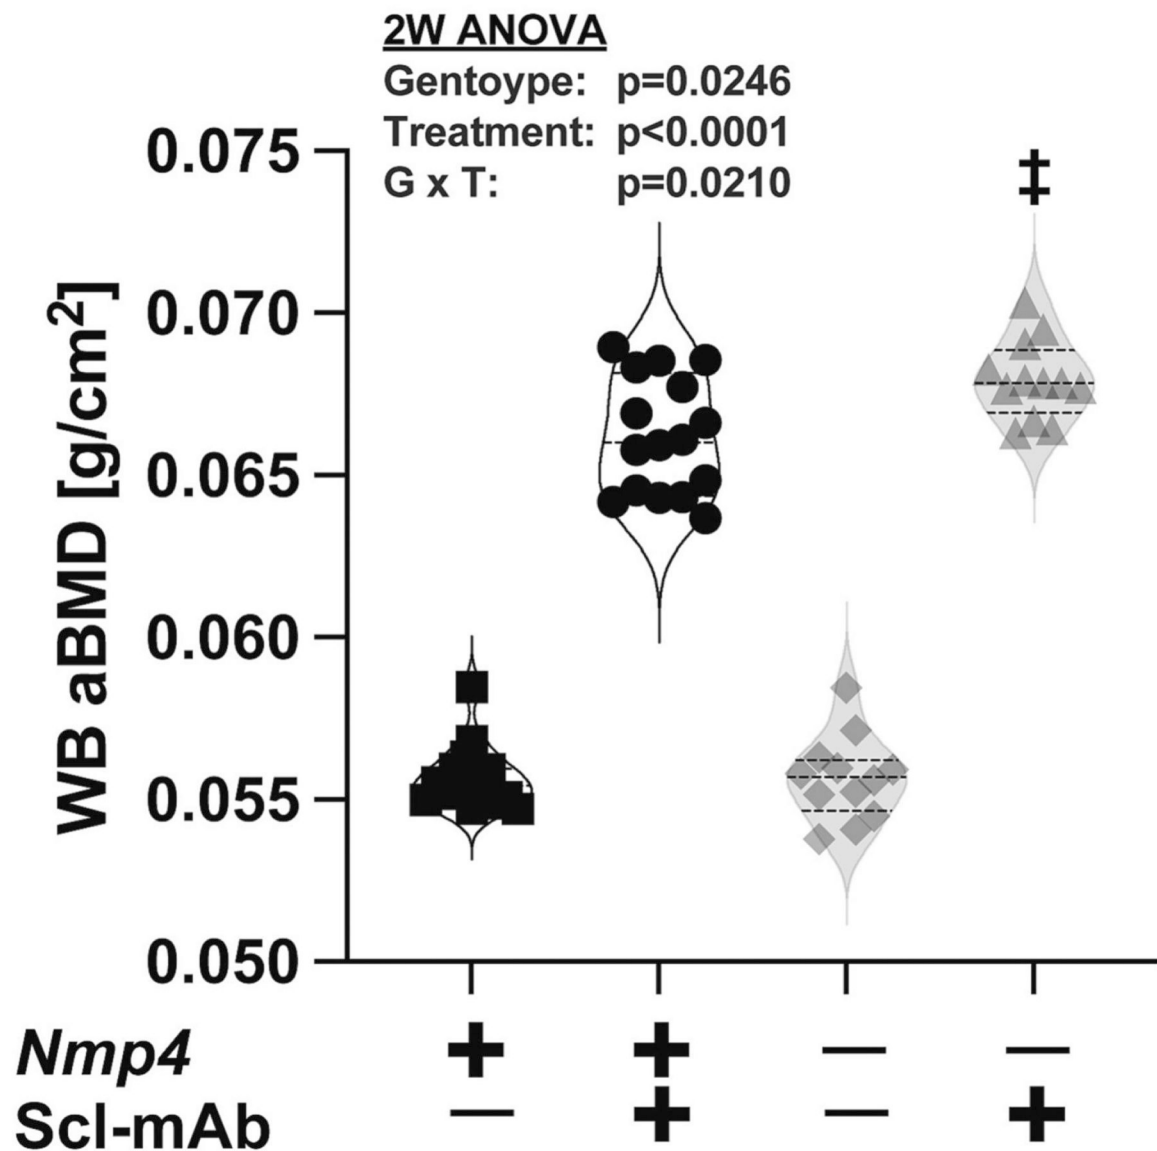 2W ANOVA
Gentoype: p=0.0246
Treatment: p<0.0001
G x T: p=0.0210
0.075
‡
0.070
0.065
0.060
0.055
0.050
WB aBMD [g/cm²]
Nmp4 + + — —
Scl-mAb — + — +